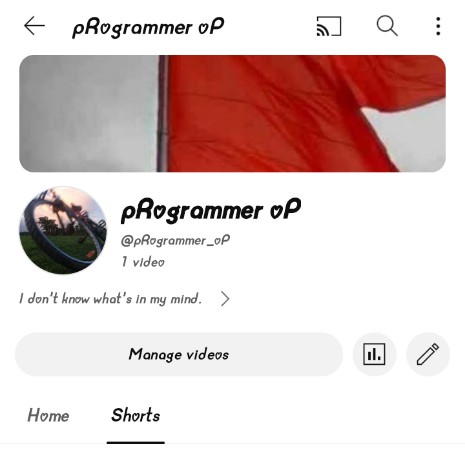 pRogrammer oP
pRogrammer oP
@pRogrammer_oP
1 video
I don't know what's in my mind.
Manage videos
Home
Shorts